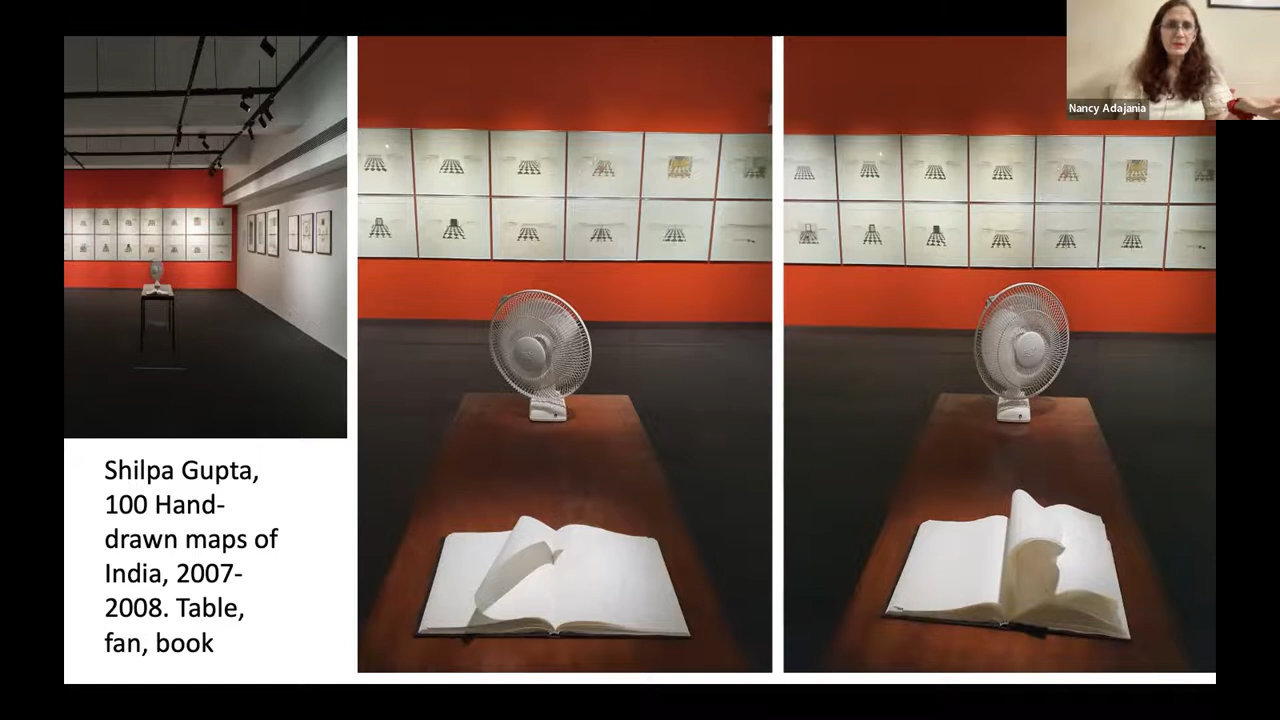 Nancy Adajania
Shilpa Gupta,
100 Hand-
drawn maps of
India, 2007-
2008. Table,
fan, book